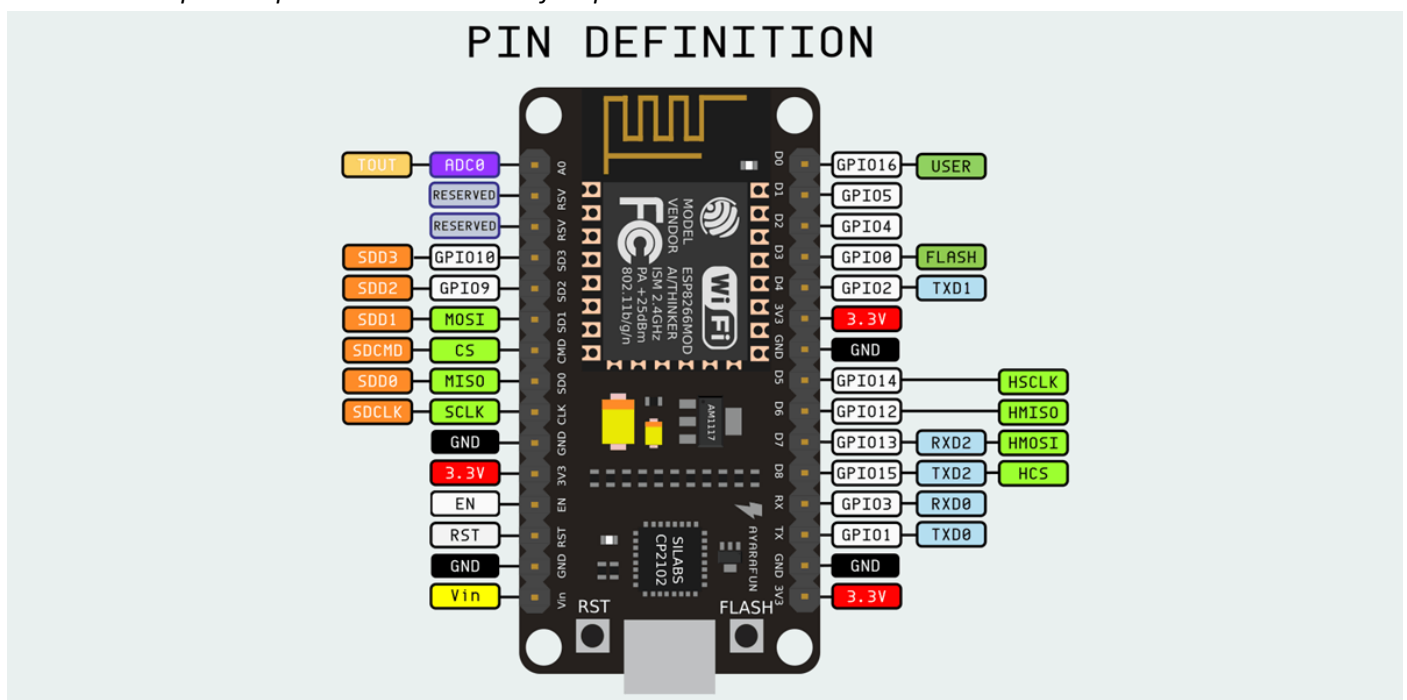 PIN DEFINITION
TOUT ADC0 A0 D0 GPIO16 USER
RESERVED RSV D1 GPIO5
RESERVED RSV D2 GPIO4
SDD3 GPIO10 SD3 D3 GPIO0 FLASH
SDD2 GPIO9 SD2 D4 GPIO2 TXD1
SDD1 MOSI SD1 3V3 3.3V
SDCMD CS CMD GND GND
SDD0 MISO SD0 D5 GPIO14 HSCLK
SDCLK SCLK CLK D6 GPIO12 HMISO
GND GND D7 GPIO13 RXD2 HMOSI
3.3V 3V3 D8 GPIO15 TXD2 HCS
EN EN RX GPIO3 RXD0
RST RST TX GPIO1 TXD0
GND GND GND GND
Vin Vin 3V3 3.3V
MODEL
VENDOR
FC
WiFi
ESP8266MOD
AI/THINKER
ISM 2.4GHz
PA +25dBm
802.11b/g/n
AM1117
SILABS
CP2102
AYARAFUN
RST FLASH